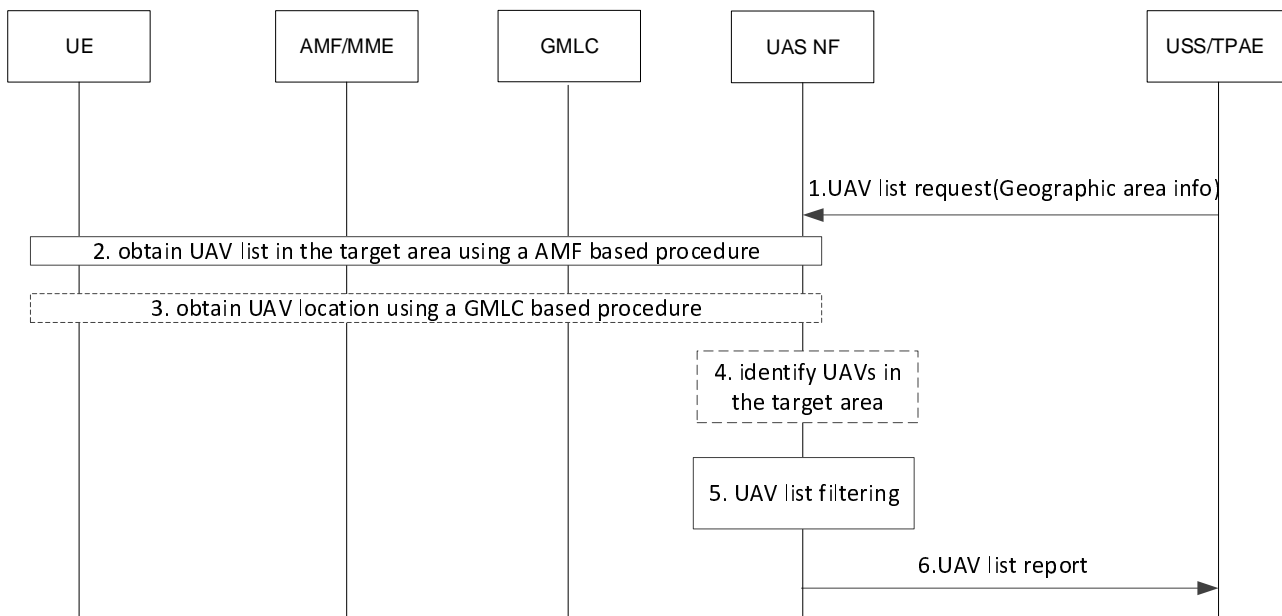 UE
AMF/MME
GMLC
UAS NF
USS/TPAE
1.UAV list request(Geographic area info)
2. obtain UAV list in the target area using a AMF based procedure
3. obtain UAV location using a GMLC based procedure
4. identify UAVs in
the target area
5. UAV list filtering
6.UAV list report